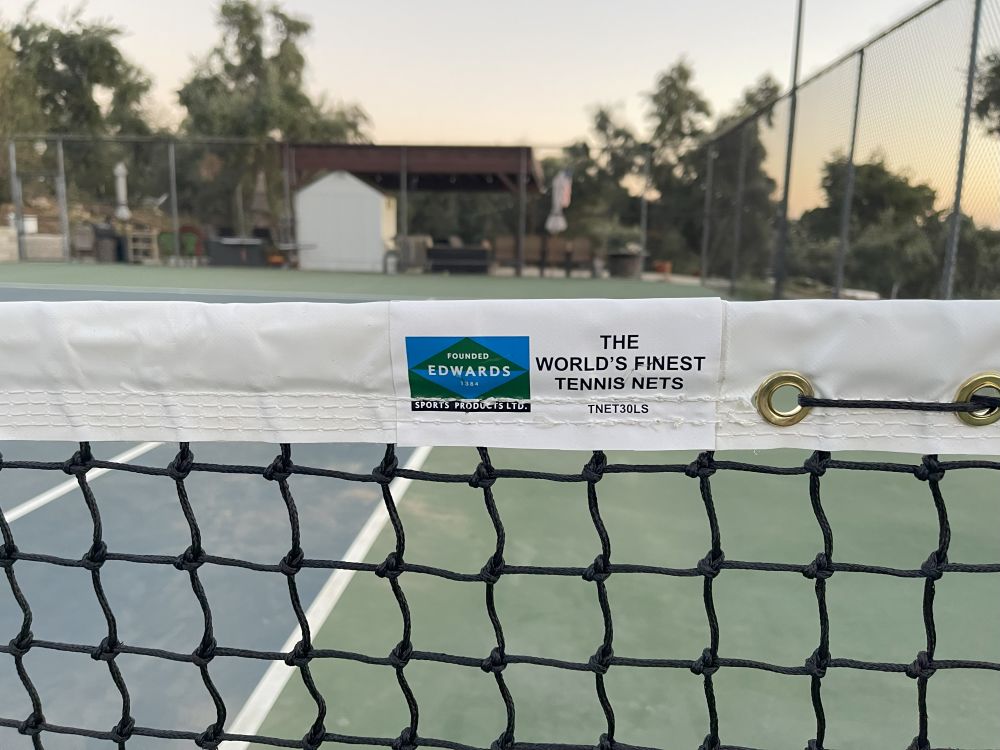 FOUNDED
EDWARDS
1884
SPORTS PRODUCTS LTD.
THE
WORLD'S FINEST
TENNIS NETS
TNET30LS